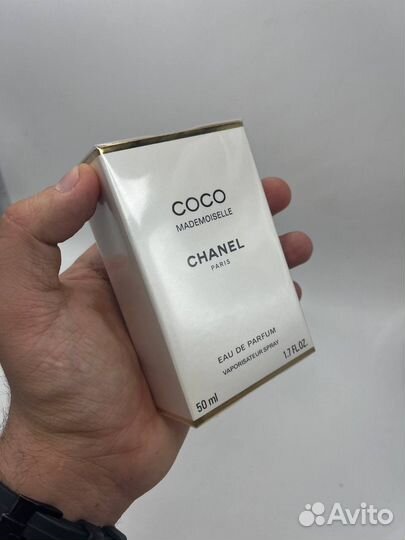 COCO
MADEMOISELLE
CHANEL
PARIS
EAU DE PARFUM
VAPORISATEUR SPRAY
50 ml 1.7 FL.OZ.
Avito